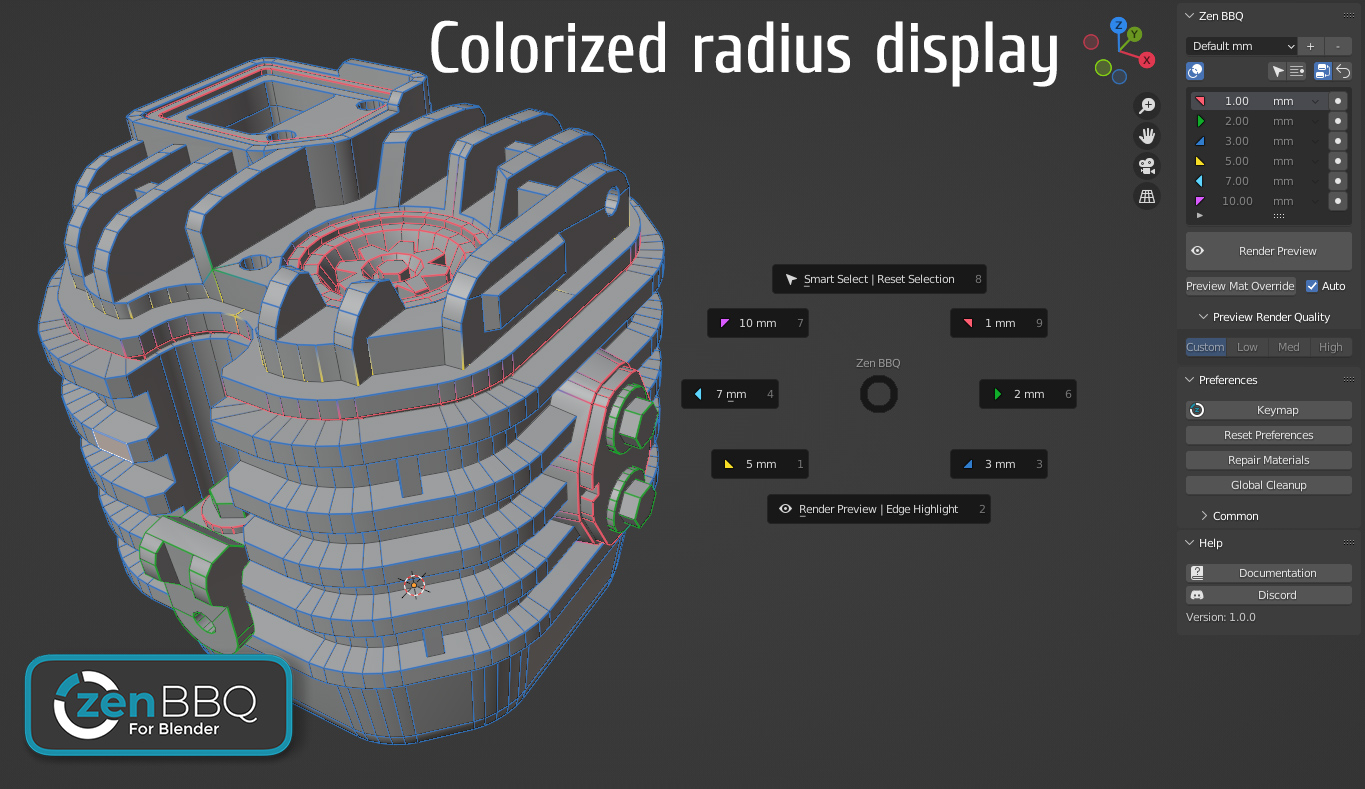 Colorized radius display
Z
Y
X
Smart Select | Reset Selection 8
10 mm 7
1 mm 9
Zen BBQ
7 mm 4
2 mm 6
5 mm 1
3 mm 3
Render Preview | Edge Highlight 2
zen BBQ
For Blender
Zen BBQ
Default mm + -
1.00 mm
2.00 mm
3.00 mm
5.00 mm
7.00 mm
10.00 mm
Render Preview
Preview Mat Override Auto
Preview Render Quality
Custom Low Med High
Preferences
Keymap
Reset Preferences
Repair Materials
Global Cleanup
Common
Help
Documentation
Discord
Version: 1.0.0